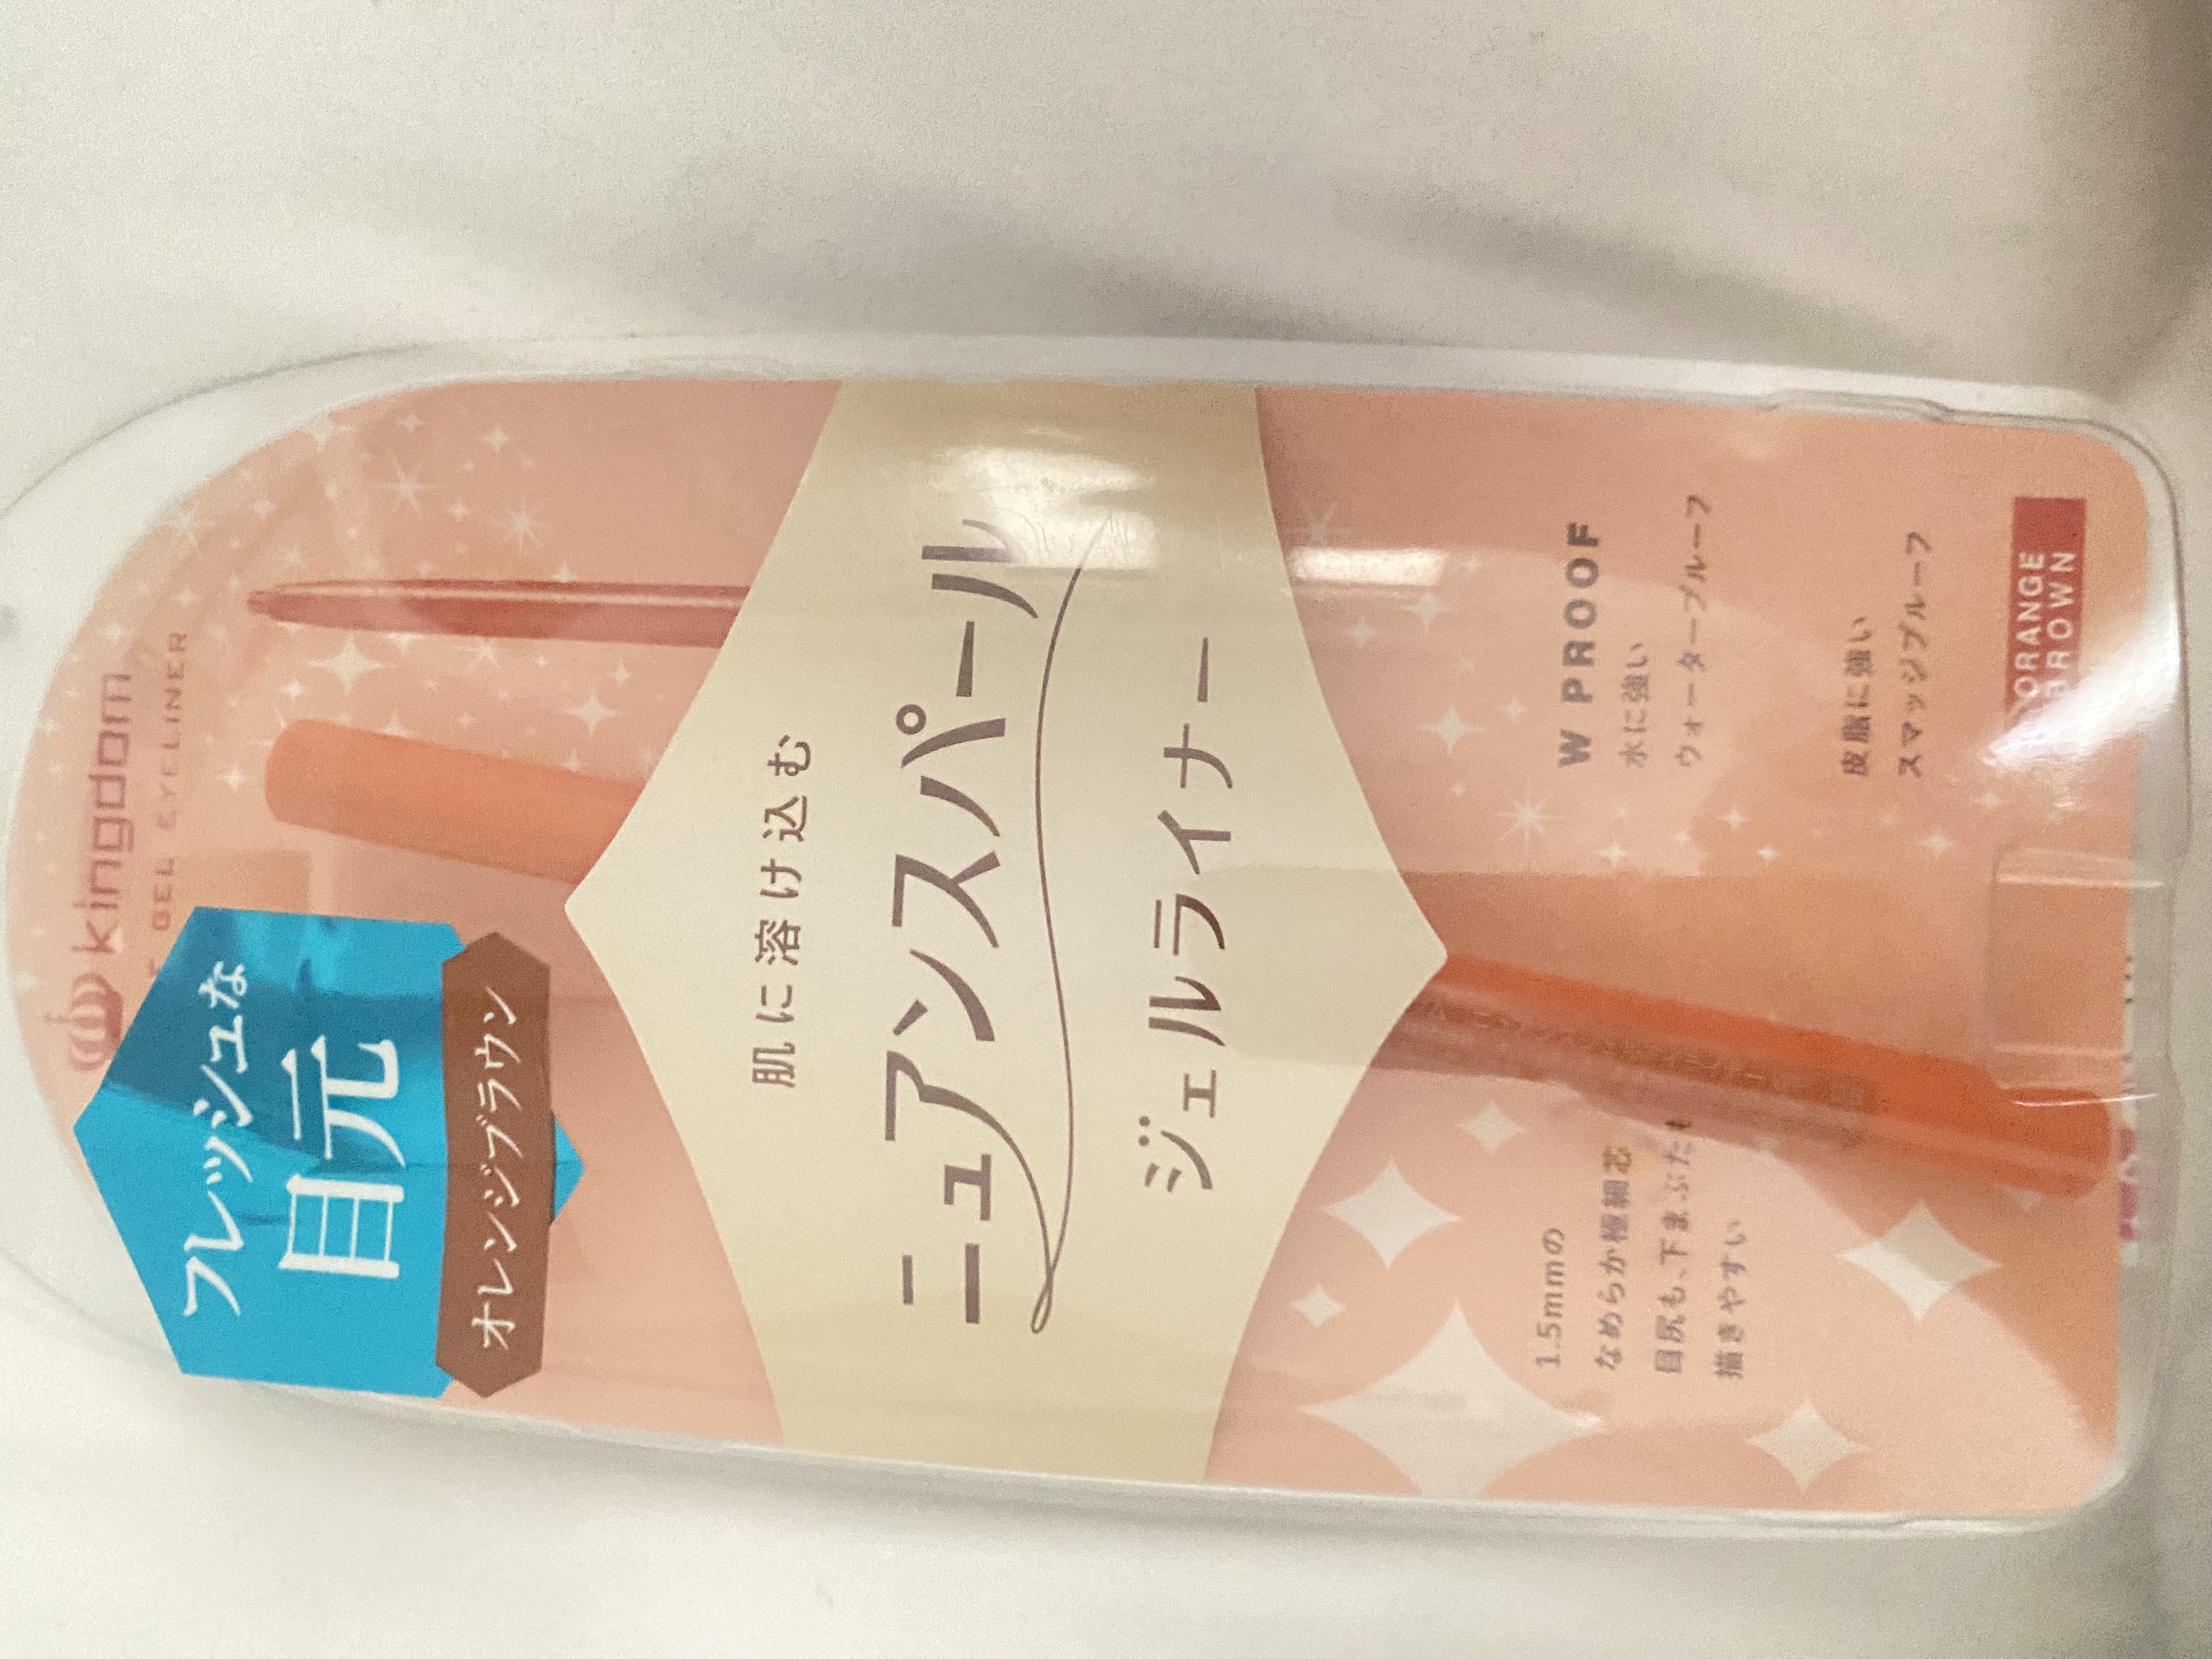 kingdom
GEL EYELINER
フレッシュな
目元
オレンジブラウン
肌に溶け込む
ニュアンスパール
ジェルライナー
W PROOF
水に強い
ウォータープルーフ
皮脂に強い
スマッジプルーフ
1.5mmの
なめらか極細芯
目尻も、下まぶたも
描きやすい
ORANGE
BROWN